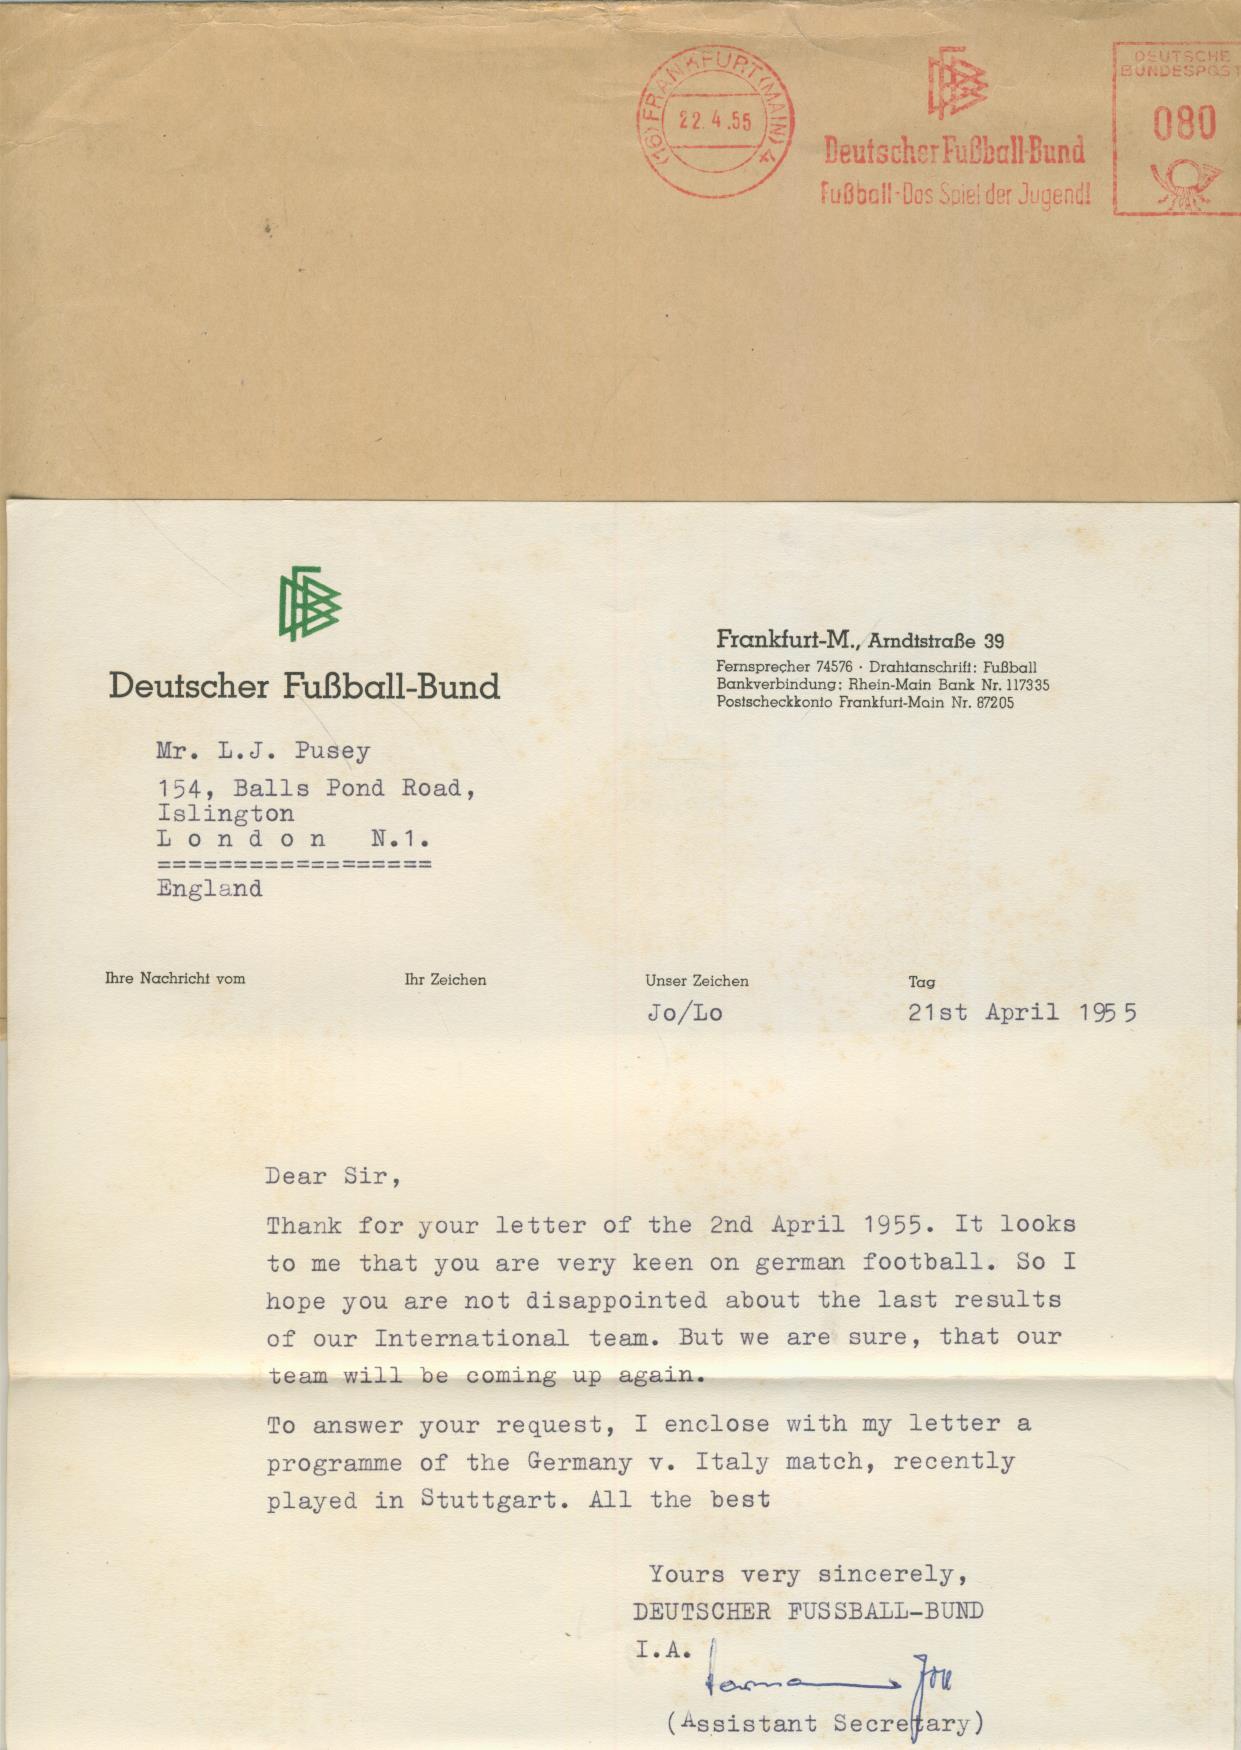 (16) FRANKFURT (MAIN) 4
22.4.55
DFB
Deutscher Fußball-Bund
Fußball-Das Spiel der Jugend!
DEUTSCHE
BUNDESPOST
080
DFB
Deutscher Fußball-Bund
Frankfurt-M., Arndtstraße 39
Fernsprecher 74576 · Drahtanschrift: Fußball
Bankverbindung: Rhein-Main Bank Nr. 117335
Postscheckkonto Frankfurt-Main Nr. 87205
Mr. L.J. Pusey
154, Balls Pond Road,
Islington
L o n d o n   N.1.
==================
England
Ihre Nachricht vom   Ihr Zeichen   Unser Zeichen   Tag
Jo/Lo   21st April 1955
Dear Sir,
Thank for your letter of the 2nd April 1955. It looks
to me that you are very keen on german football. So I
hope you are not disappointed about the last results
of our International team. But we are sure, that our
team will be coming up again.
To answer your request, I enclose with my letter a
programme of the Germany v. Italy match, recently
played in Stuttgart. All the best
Yours very sincerely,
DEUTSCHER FUSSBALL-BUND
I.A.
(Assistant Secretary)